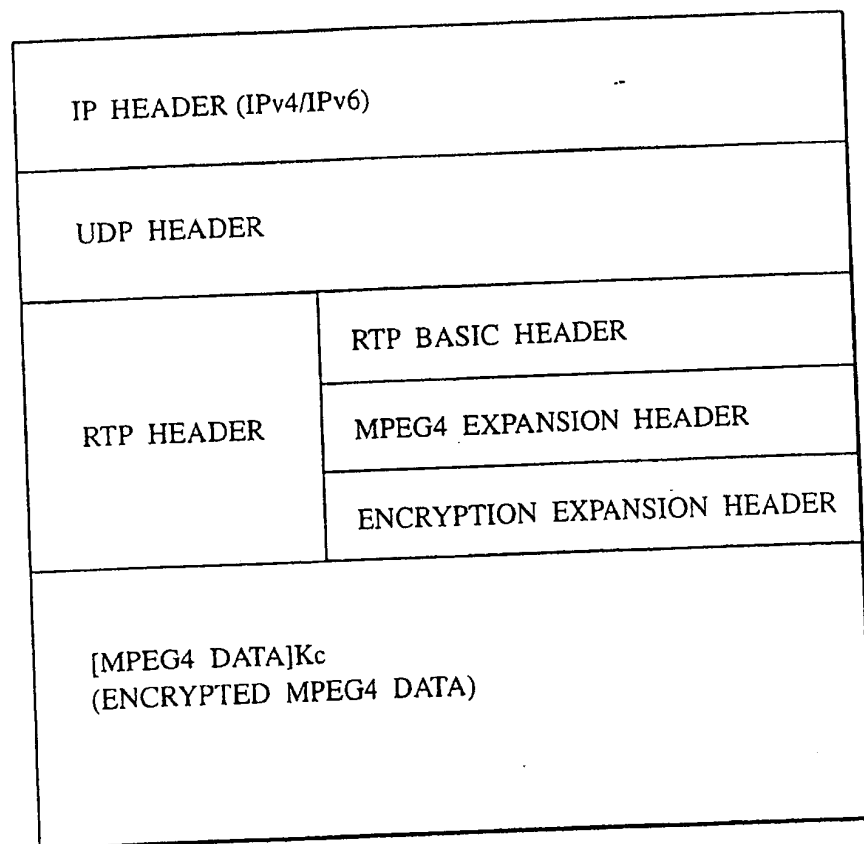 IP HEADER (IPv4/IPv6)
UDP HEADER
RTP HEADER
RTP BASIC HEADER
MPEG4 EXPANSION HEADER
ENCRYPTION EXPANSION HEADER
[MPEG4 DATA]Kc
(ENCRYPTED MPEG4 DATA)